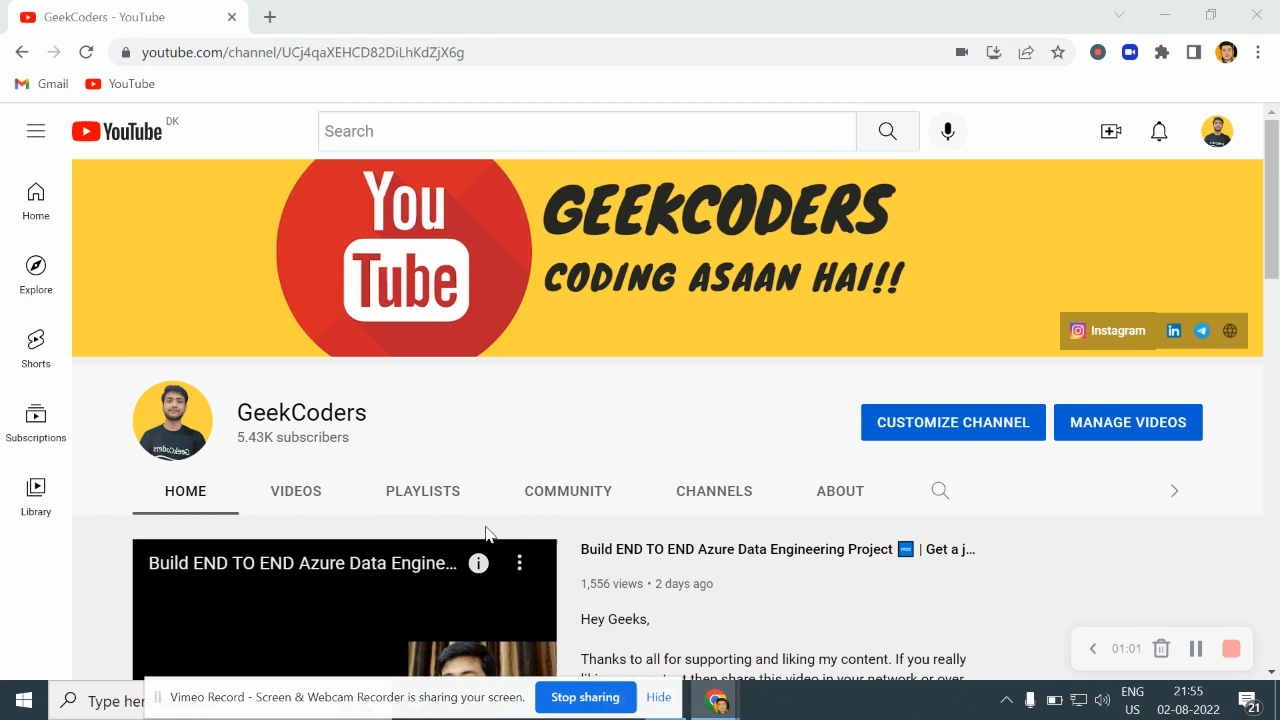 GeekCoders - YouTube
youtube.com/channel/UCj4qaXEHCD82DiLhKdZjX6g
Gmail YouTube
YouTube DK
Search
Home
Explore
Shorts
Subscriptions
Library
You
Tube
GEEKCODERS
CODING ASAAN HAI!!
Instagram
GeekCoders
5.43K subscribers
CUSTOMIZE CHANNEL MANAGE VIDEOS
HOME VIDEOS PLAYLISTS COMMUNITY CHANNELS ABOUT
Build END TO END Azure Data Engine...
Build END TO END Azure Data Engineering Project FREE | Get a j...
1,556 views • 2 days ago
Hey Geeks,
Thanks to all for supporting and liking my content. If you really
01:01
Type
Vimeo Record - Screen & Webcam Recorder is sharing your screen. Stop sharing Hide
ENG
US
21:55
02-08-2022
21